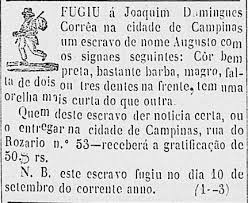 FUGIU á Joaquim Domingues
Corrêa na cidade de Campinas
um escravo de nome Augusto com
os signaes seguintes: Côr bem
preta, bastante barba, magro, fal-
ta de dois ou tres dentes na frente, tem uma
orelha mais curta do que outra.
Quem deste escravo der noticia certa, ou
o entregar na cidade de Campinas, rua do
Rozario n.º 53—receberá a gratificação de
50$ rs.
N. B. este escravo fugiu no dia 10 de
setembro do corrente anno. (1--3)